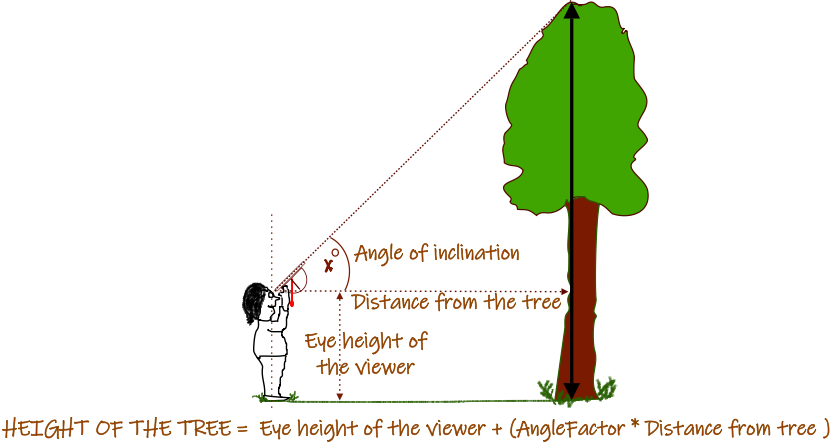 x° Angle of inclination
Distance from the tree
Eye height of
the viewer
HEIGHT OF THE TREE = Eye height of the viewer + (AngleFactor * Distance from tree )